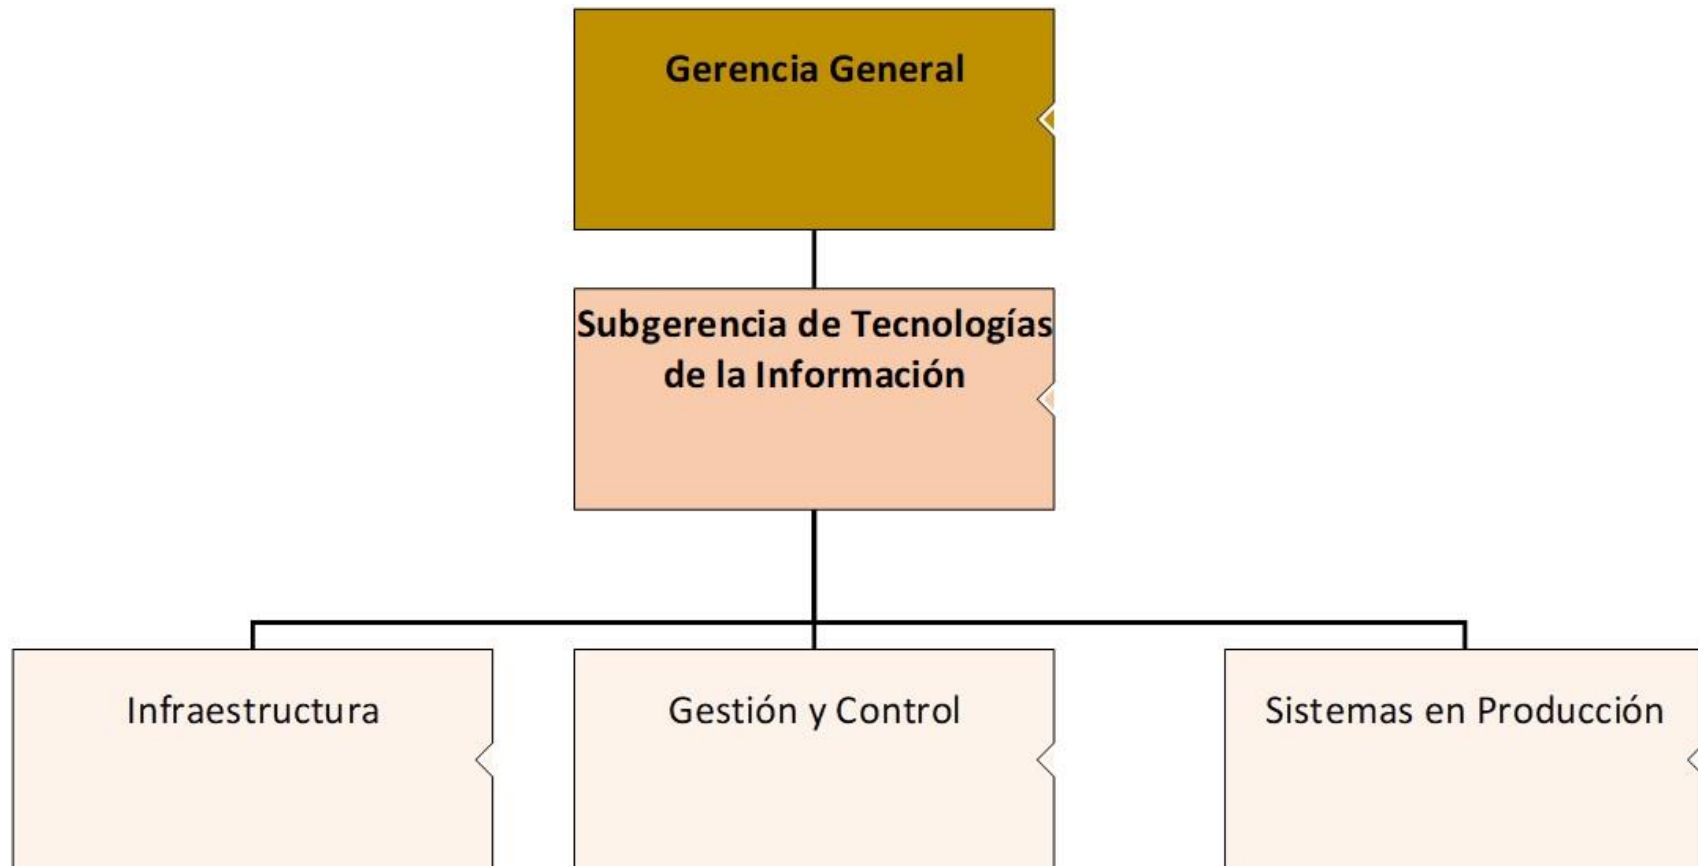 Gerencia General
Subgerencia de Tecnologías
de la Información
Infraestructura
Gestión y Control
Sistemas en Producción